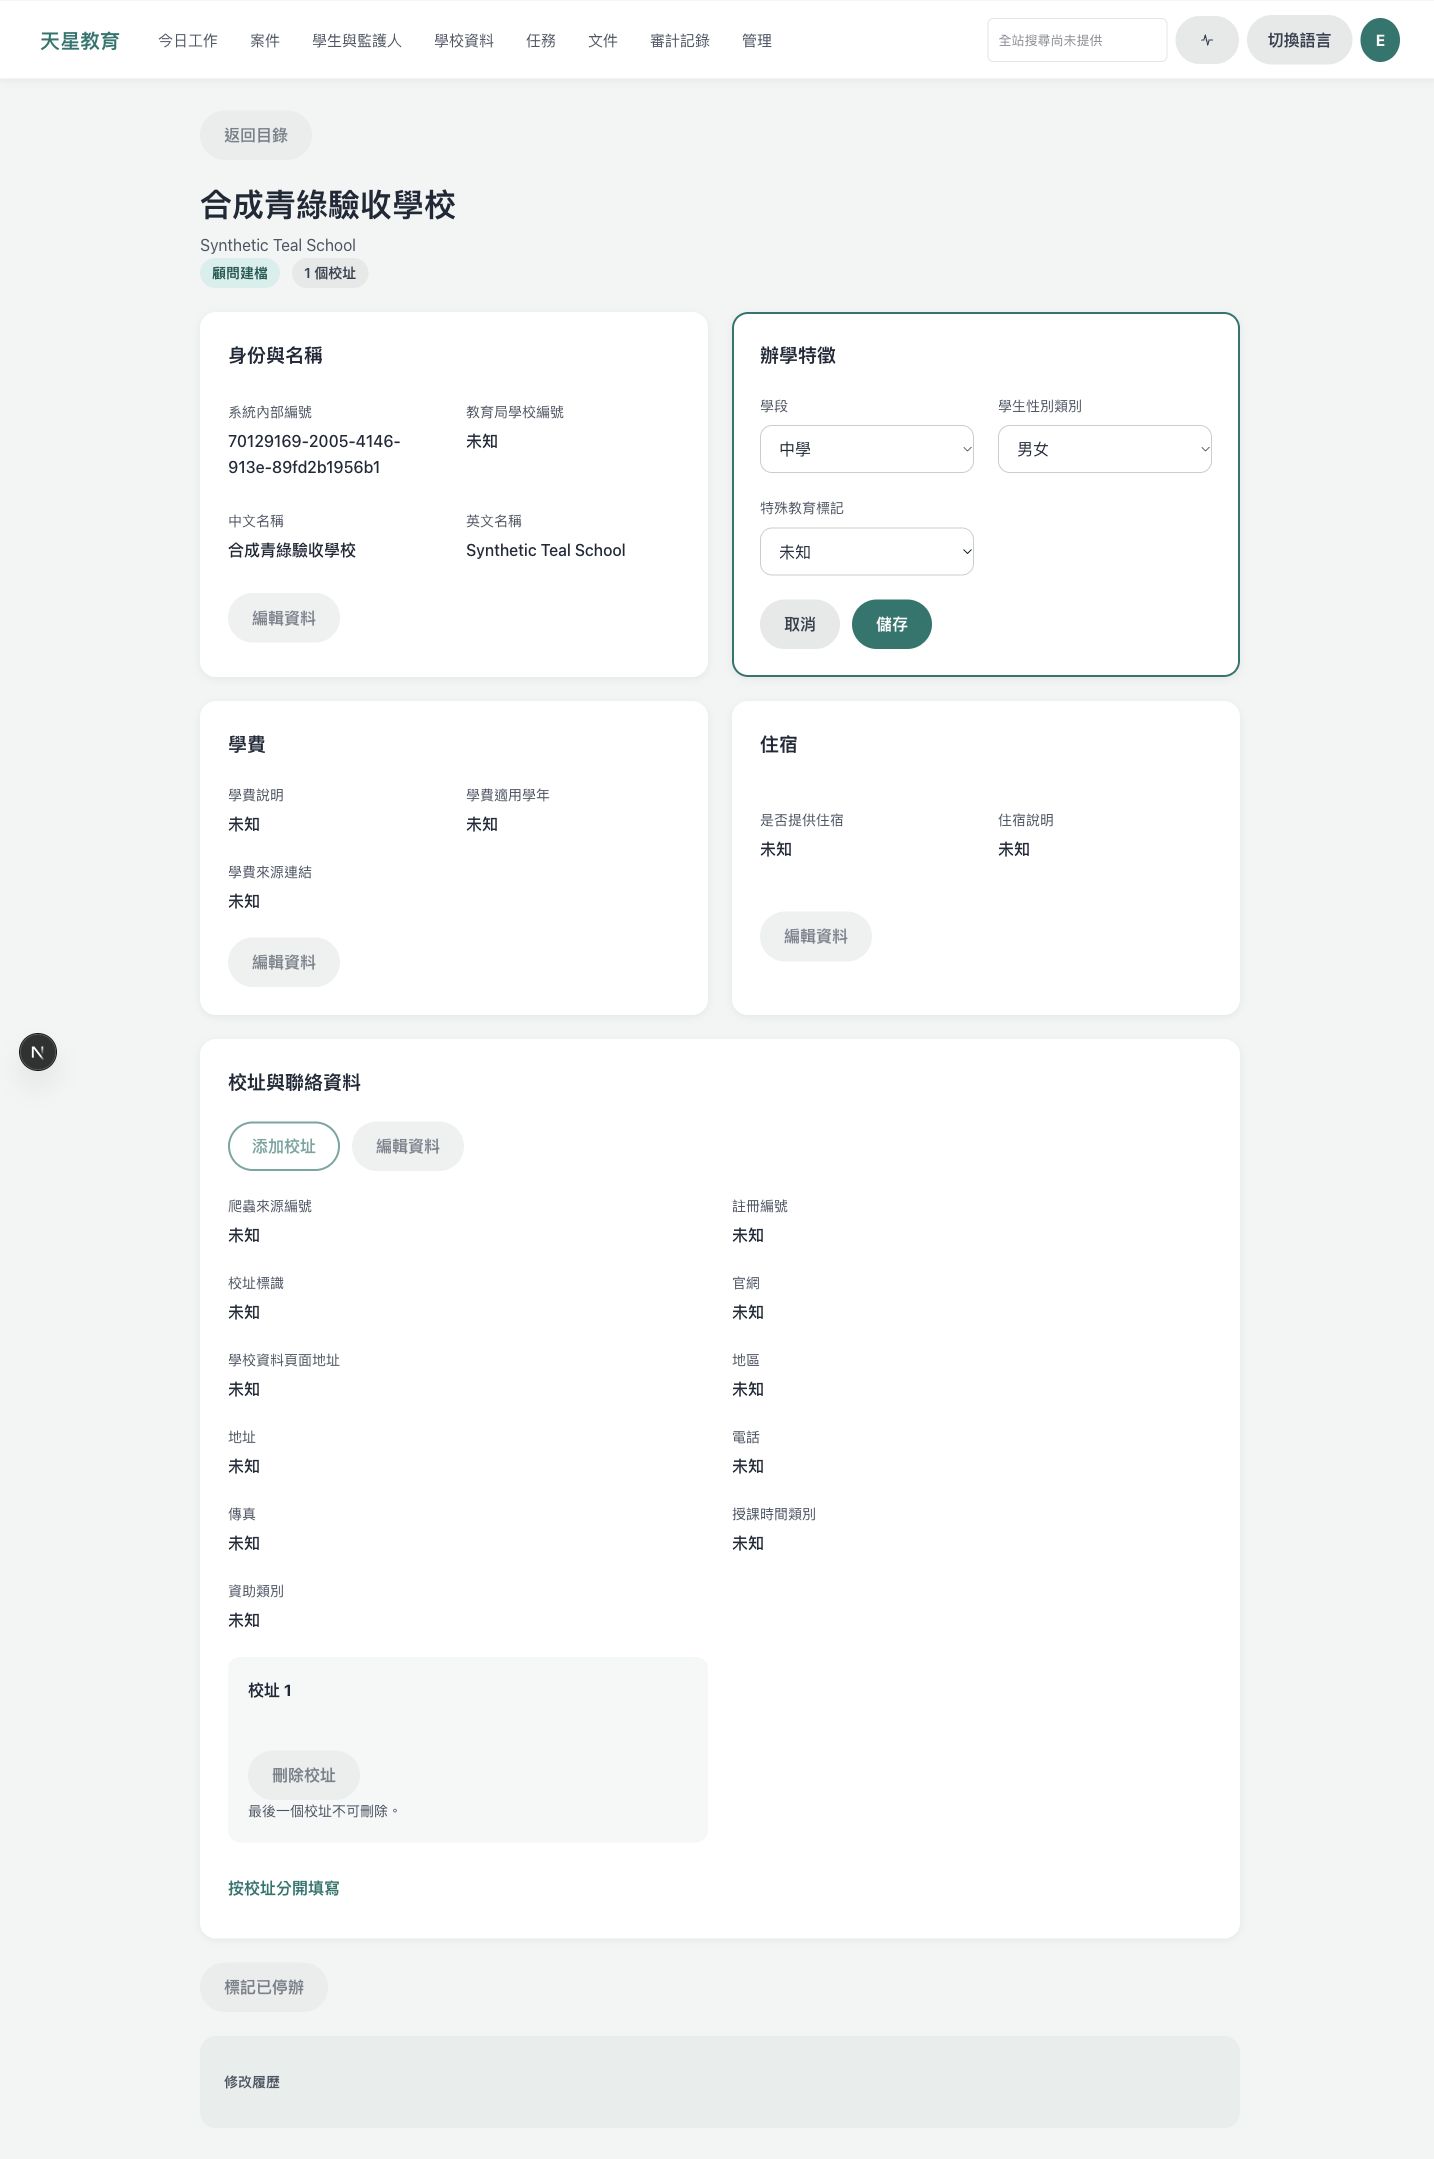 天星教育
今日工作
案件
學生與監護人
學校資料
任務
文件
審計記錄
管理
全站搜尋尚未提供
切換語言
E
返回目錄
合成青綠驗收學校
Synthetic Teal School
顧問建檔
1 個校址
身份與名稱
系統內部編號
70129169-2005-4146-
913e-89fd2b1956b1
教育局學校編號
未知
中文名稱
合成青綠驗收學校
英文名稱
Synthetic Teal School
編輯資料
辦學特徵
學段
中學
學生性別類別
男女
特殊教育標記
未知
取消
儲存
學費
學費說明
未知
學費適用學年
未知
學費來源連結
未知
編輯資料
住宿
是否提供住宿
未知
住宿說明
未知
編輯資料
N
校址與聯絡資料
添加校址
編輯資料
爬蟲來源編號
未知
註冊編號
未知
校址標識
未知
官網
未知
學校資料頁面地址
未知
地區
未知
地址
未知
電話
未知
傳真
未知
授課時間類別
未知
資助類別
未知
校址 1
刪除校址
最後一個校址不可刪除。
按校址分開填寫
標記已停辦
修改履歷